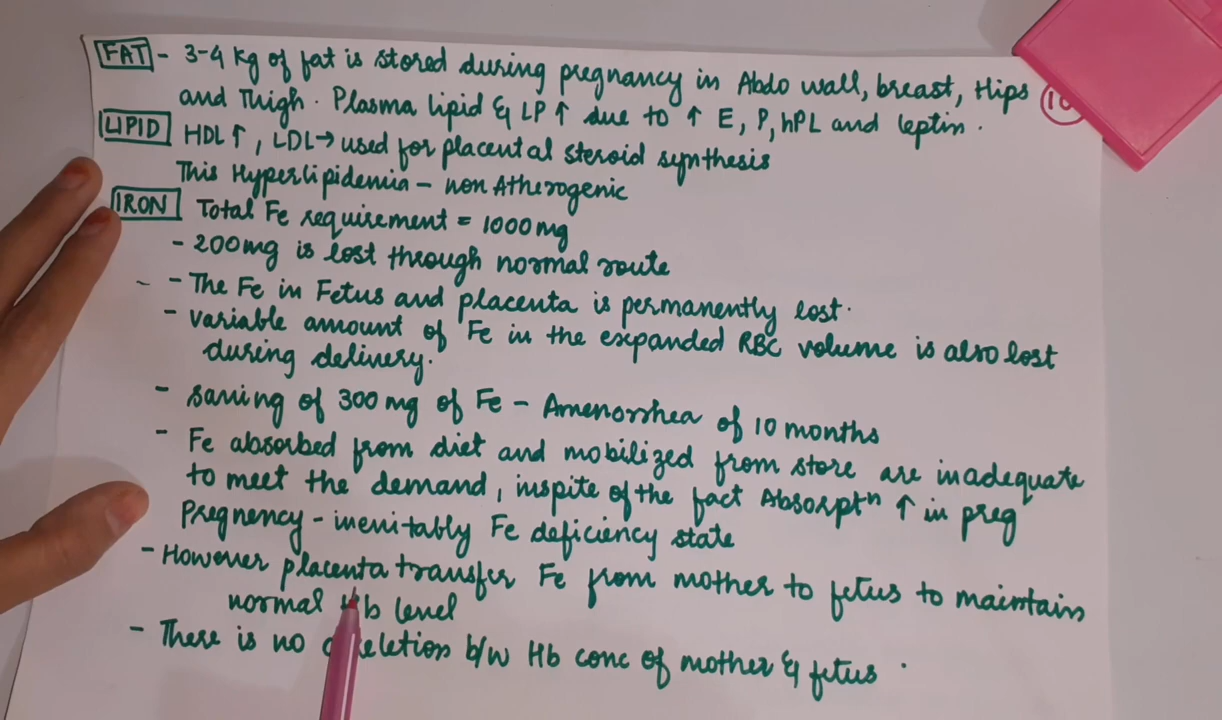 FAT - 3-4 kg of fat is stored during pregnancy in Abdo wall, breast, Hips
and Thigh. Plasma lipid & LP ↑ due to ↑ E, P, hPL and leptin.
LIPID HDL↑, LDL→ used for placental steroid synthesis
This Hyperlipidemia - non Atherogenic
IRON Total Fe requirement = 1000mg
- 200mg is lost through normal route
~ - The Fe in Fetus and placenta is permanently lost.
- variable amount of Fe in the expanded RBC volume is also lost
during delivery.
- saving of 300 mg of Fe - Amenorrhea of 10 months
- Fe absorbed from diet and mobilized from store are inadequate
to meet the demand, inspite of the fact Absorptⁿ ↑ in preg
Pregnency - inevitably Fe deficiency state
- However placenta transfer Fe from mother to fetus to maintain
normal Hb level
- There is no b/w Hb conc of mother & fetus.